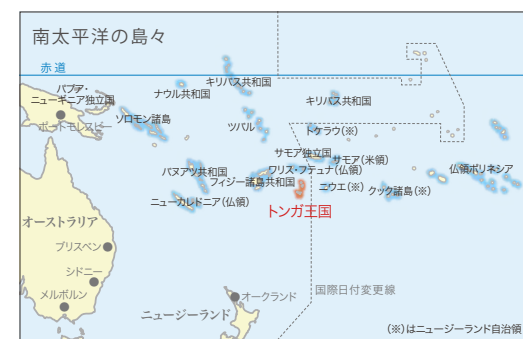 南太平洋の島々
赤道
パプア・
ニューギニア独立国
ポートモレスビー
ソロモン諸島
ナウル共和国
キリバス共和国
ツバル
キリバス共和国
トケラウ(※)
サモア独立国
サモア(米領)
ワリス・フテュナ(仏領)
バヌアツ共和国
フィジー諸島共和国
ニウエ(※)
クック諸島(※)
仏領ポリネシア
ニューカレドニア(仏領)
トンガ王国
オーストラリア
ブリスベン
シドニー
メルボルン
オークランド
ニュージーランド
国際日付変更線
(※)はニュージーランド自治領